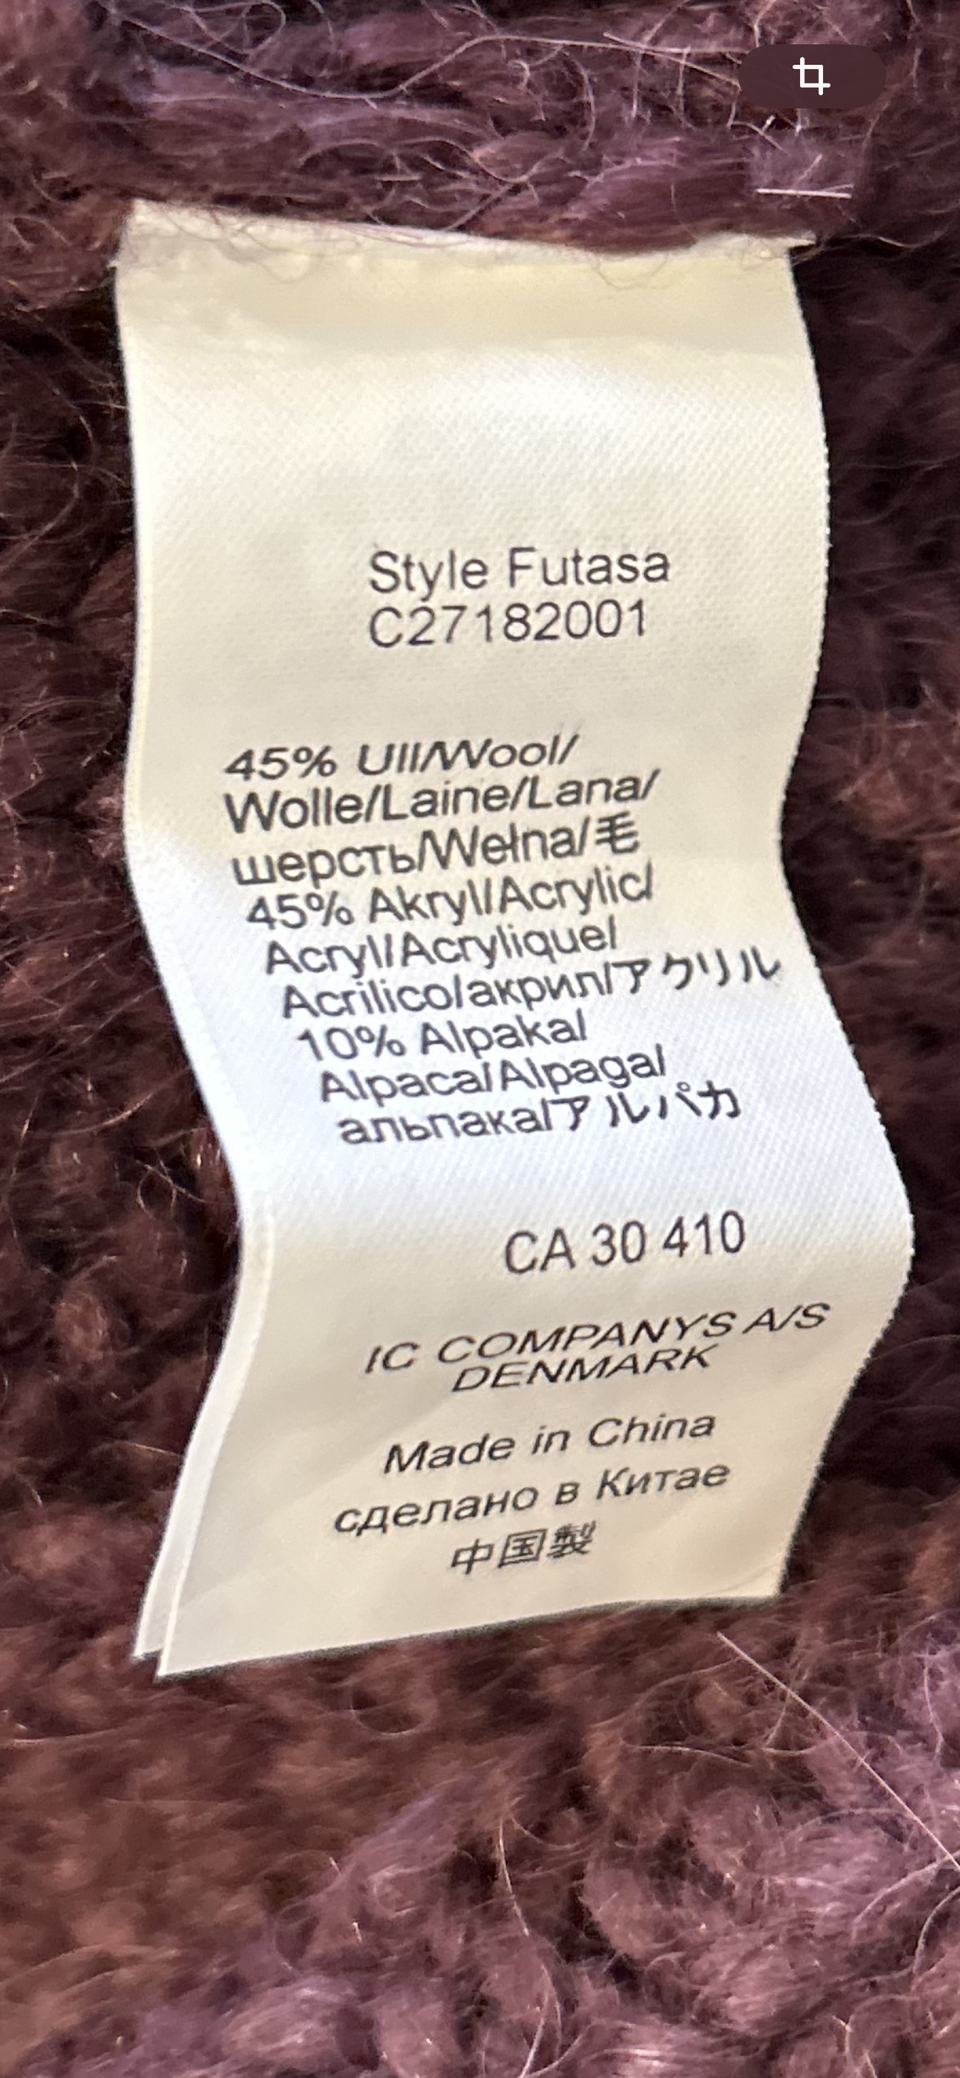 Style Futasa
C27182001
45% Ull/Wool/
Wolle/Laine/Lana/
шерсть/Wełna/毛
45% Akryl/Acrylic/
Acryl/Acrylique/
Acrilico/акрил/アクリル
10% Alpaka/
Alpaca/Alpaga/
альпака/アルパカ
CA 30 410
IC COMPANYS A/S
DENMARK
Made in China
сделано в Китае
中国製